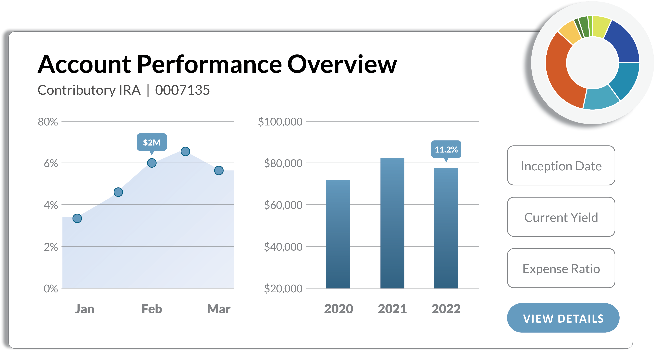 Account Performance Overview
Contributory IRA | 0007135
80%
6%
4%
2%
0%
$2M
Jan
Feb
Mar
$100,000
$80,000
$60,000
$40,000
$20,000
11.2%
2020
2021
2022
Inception Date
Current Yield
Expense Ratio
VIEW DETAILS